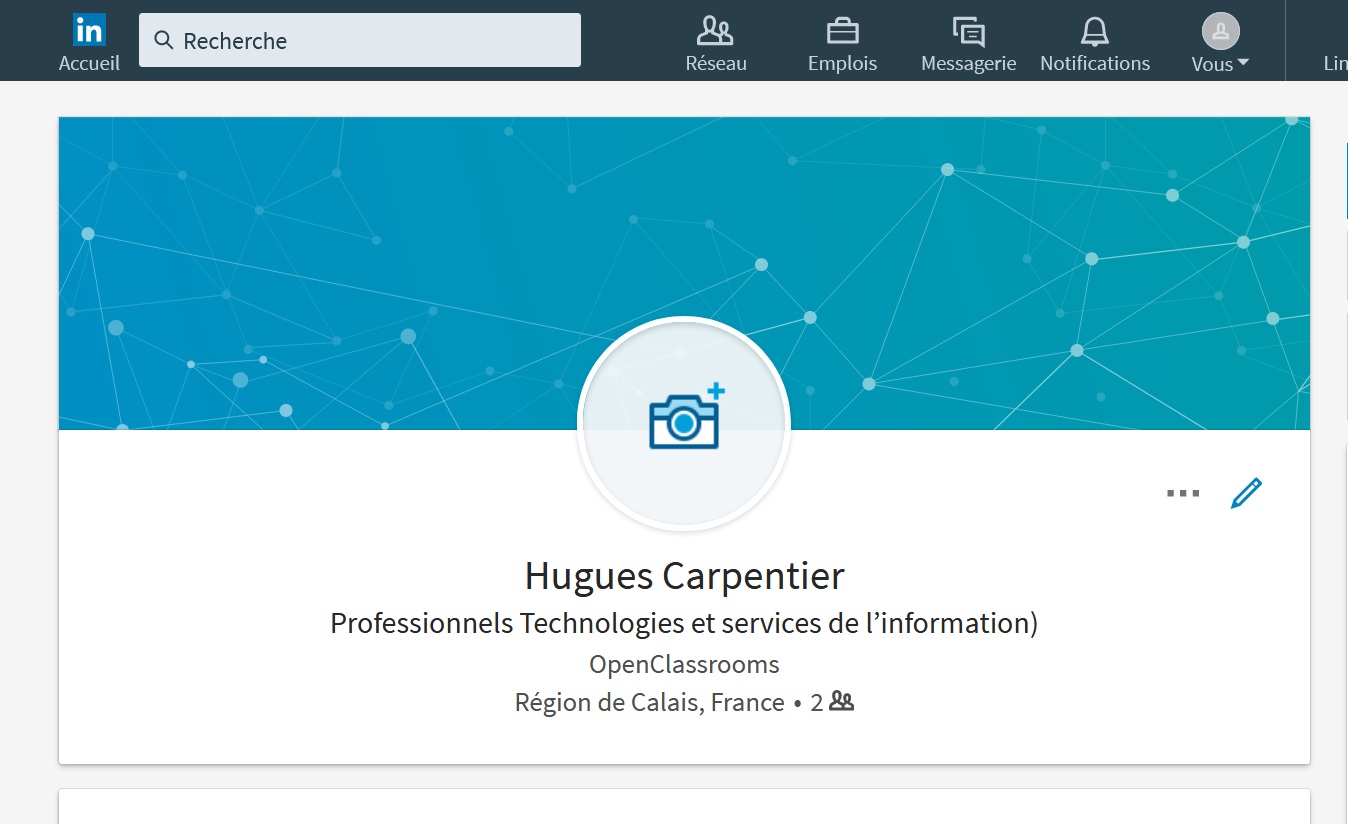 in
Recherche
Accueil
Réseau
Emplois
Messagerie
Notifications
Vous
Lin
Hugues Carpentier
Professionnels Technologies et services de l’information)
OpenClassrooms
Région de Calais, France • 2